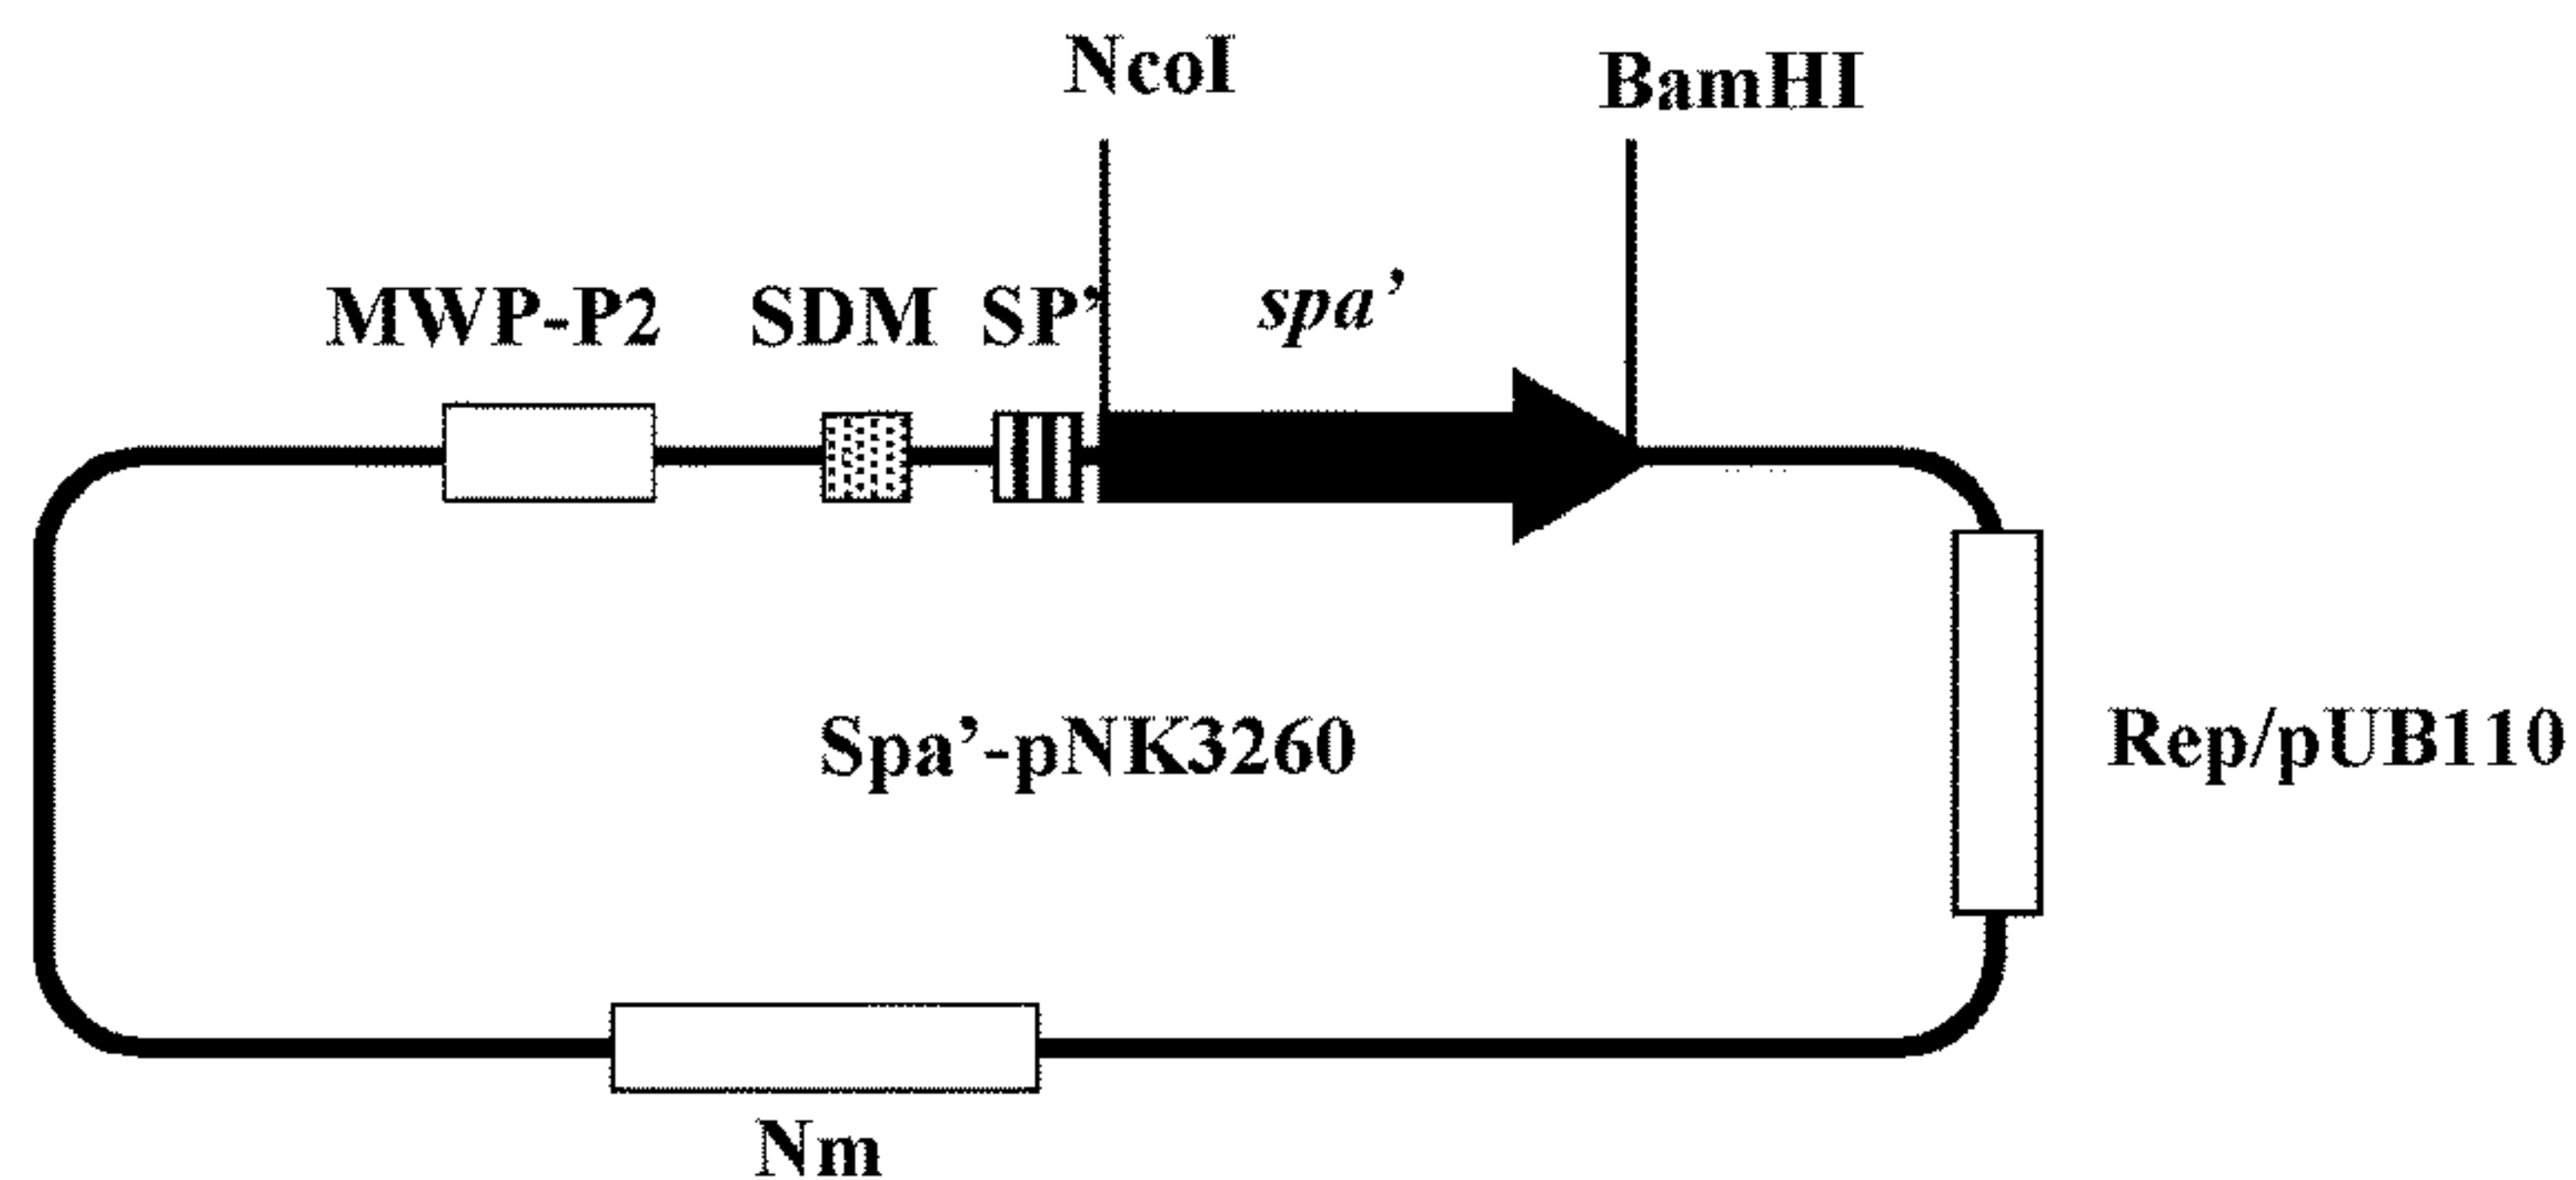 NcoI
BamHI
MWP-P2
SDM
SP’
spa’
Spa’-pNK3260
Rep/pUB110
Nm